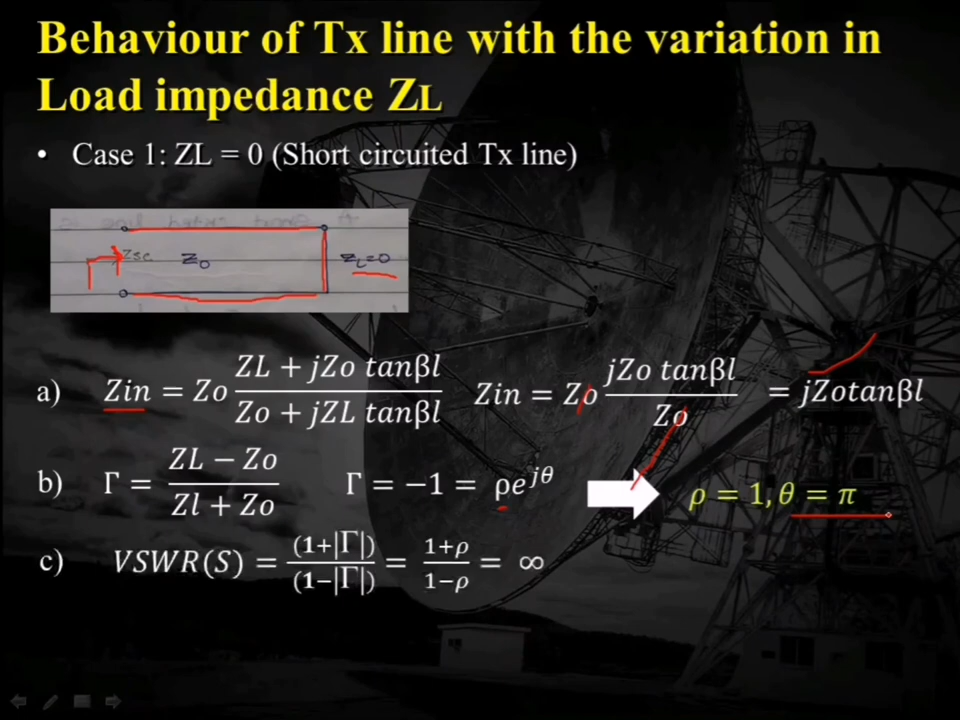 Behaviour of Tx line with the variation in
Load impedance ZL
• Case 1: ZL = 0 (Short circuited Tx line)
Zsc Zo ZL=0
a) Zin = Zo (ZL + jZo tanβl)/(Zo + jZL tanβl) Zin = Zo (jZo tanβl)/(Zo) = jZotanβl
b) Γ = (ZL − Zo)/(Zl + Zo) Γ = −1 = ρe^jθ ρ = 1, θ = π
c) VSWR(S) = (1+|Γ|)/(1−|Γ|) = (1+ρ)/(1−ρ) = ∞